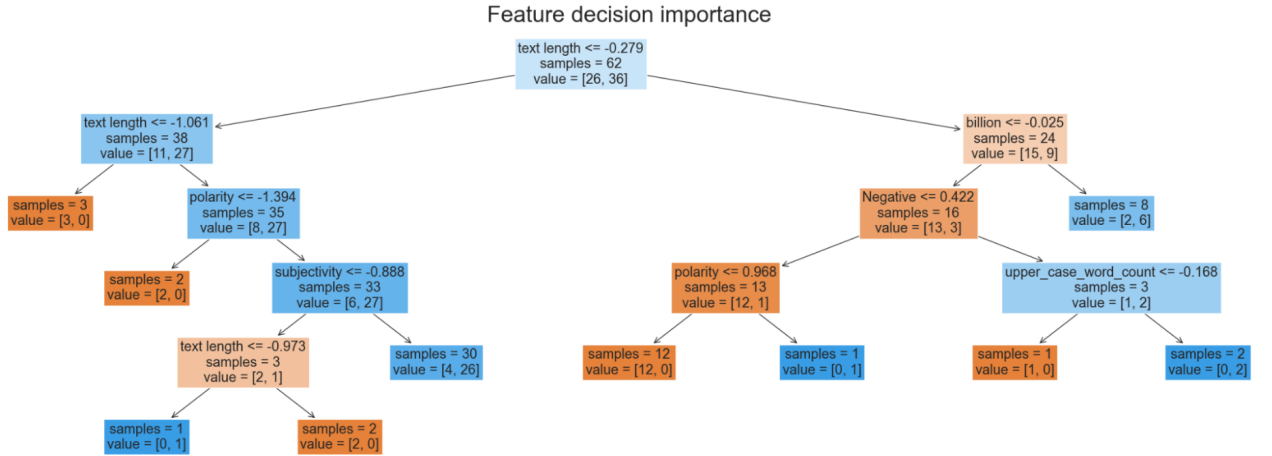 Feature decision importance
text length <= -0.279
samples = 62
value = [26, 36]
text length <= -1.061
samples = 38
value = [11, 27]
billion <= -0.025
samples = 24
value = [15, 9]
samples = 3
value = [3, 0]
polarity <= -1.394
samples = 35
value = [8, 27]
Negative <= 0.422
samples = 16
value = [13, 3]
samples = 8
value = [2, 6]
samples = 2
value = [2, 0]
subjectivity <= -0.888
samples = 33
value = [6, 27]
polarity <= 0.968
samples = 13
value = [12, 1]
upper_case_word_count <= -0.168
samples = 3
value = [1, 2]
text length <= -0.973
samples = 3
value = [2, 1]
samples = 30
value = [4, 26]
samples = 12
value = [12, 0]
samples = 1
value = [0, 1]
samples = 1
value = [1, 0]
samples = 2
value = [0, 2]
samples = 1
value = [0, 1]
samples = 2
value = [2, 0]